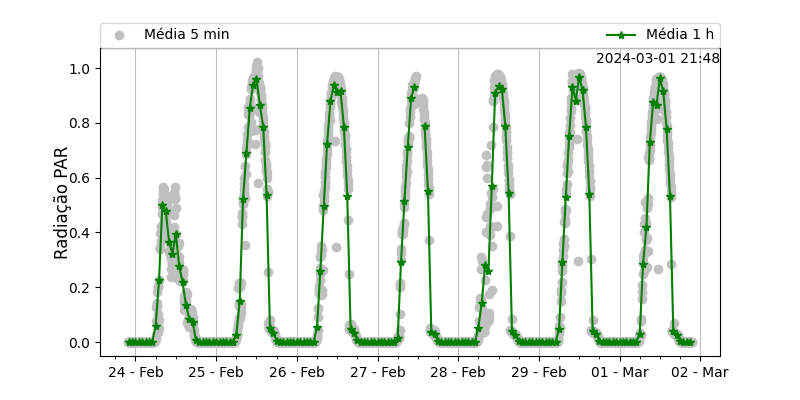 Média 5 min
Média 1 h
2024-03-01 21:48
Radiação PAR
1.0
0.8
0.6
0.4
0.2
0.0
24 - Feb
25 - Feb
26 - Feb
27 - Feb
28 - Feb
29 - Feb
01 - Mar
02 - Mar